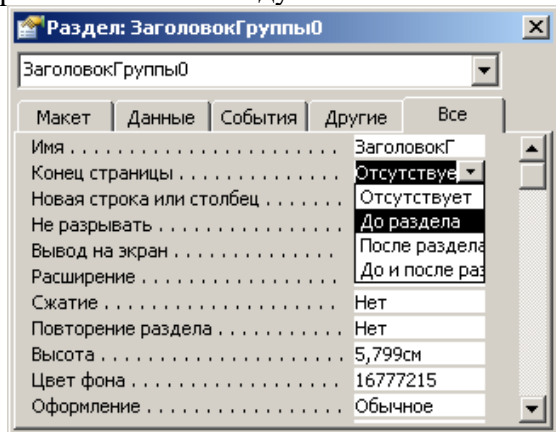 Раздел: ЗаголовокГруппы0
ЗаголовокГруппы0
Макет Данные События Другие Все
Имя . . . . . . . . . . . . . . . . . . . . . . . ЗаголовокГ
Конец страницы . . . . . . . . . . . . . . Отсутствуе
Новая строка или столбец . . . . . . . Отсутствует
Не разрывать . . . . . . . . . . . . . . . . До раздела
Вывод на экран . . . . . . . . . . . . . . После раздела
Расширение . . . . . . . . . . . . . . . . . До и после раз
Сжатие . . . . . . . . . . . . . . . . . . . . Нет
Повторение раздела . . . . . . . . . . . Нет
Высота . . . . . . . . . . . . . . . . . . . . 5,799см
Цвет фона . . . . . . . . . . . . . . . . . . 16777215
Оформление . . . . . . . . . . . . . . . . . Обычное